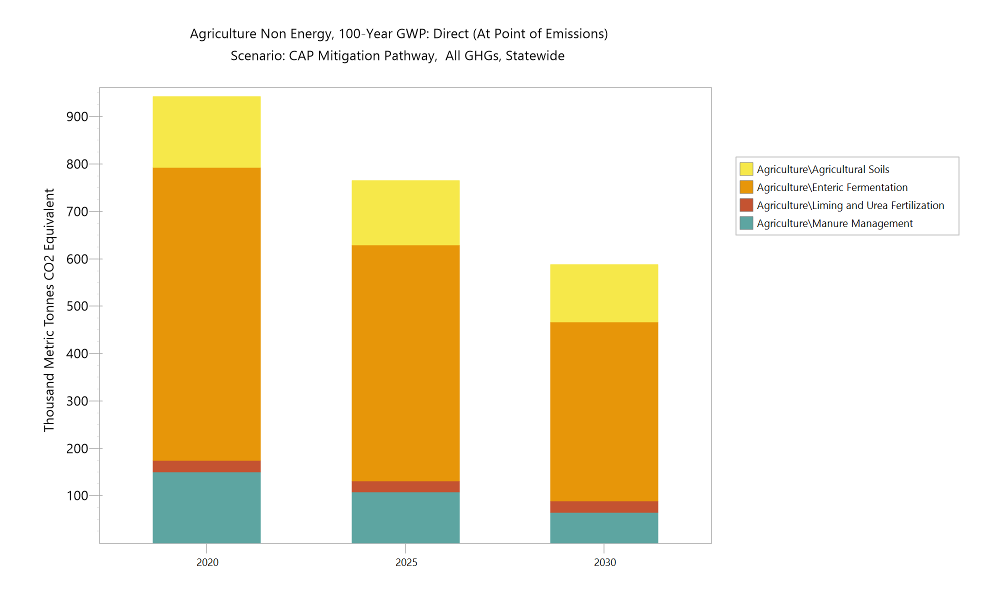 Agriculture Non Energy, 100-Year GWP: Direct (At Point of Emissions)
Scenario: CAP Mitigation Pathway,  All GHGs, Statewide
Thousand Metric Tonnes CO2 Equivalent
900
800
700
600
500
400
300
200
100
2020
2025
2030
Agriculture\Agricultural Soils
Agriculture\Enteric Fermentation
Agriculture\Liming and Urea Fertilization
Agriculture\Manure Management